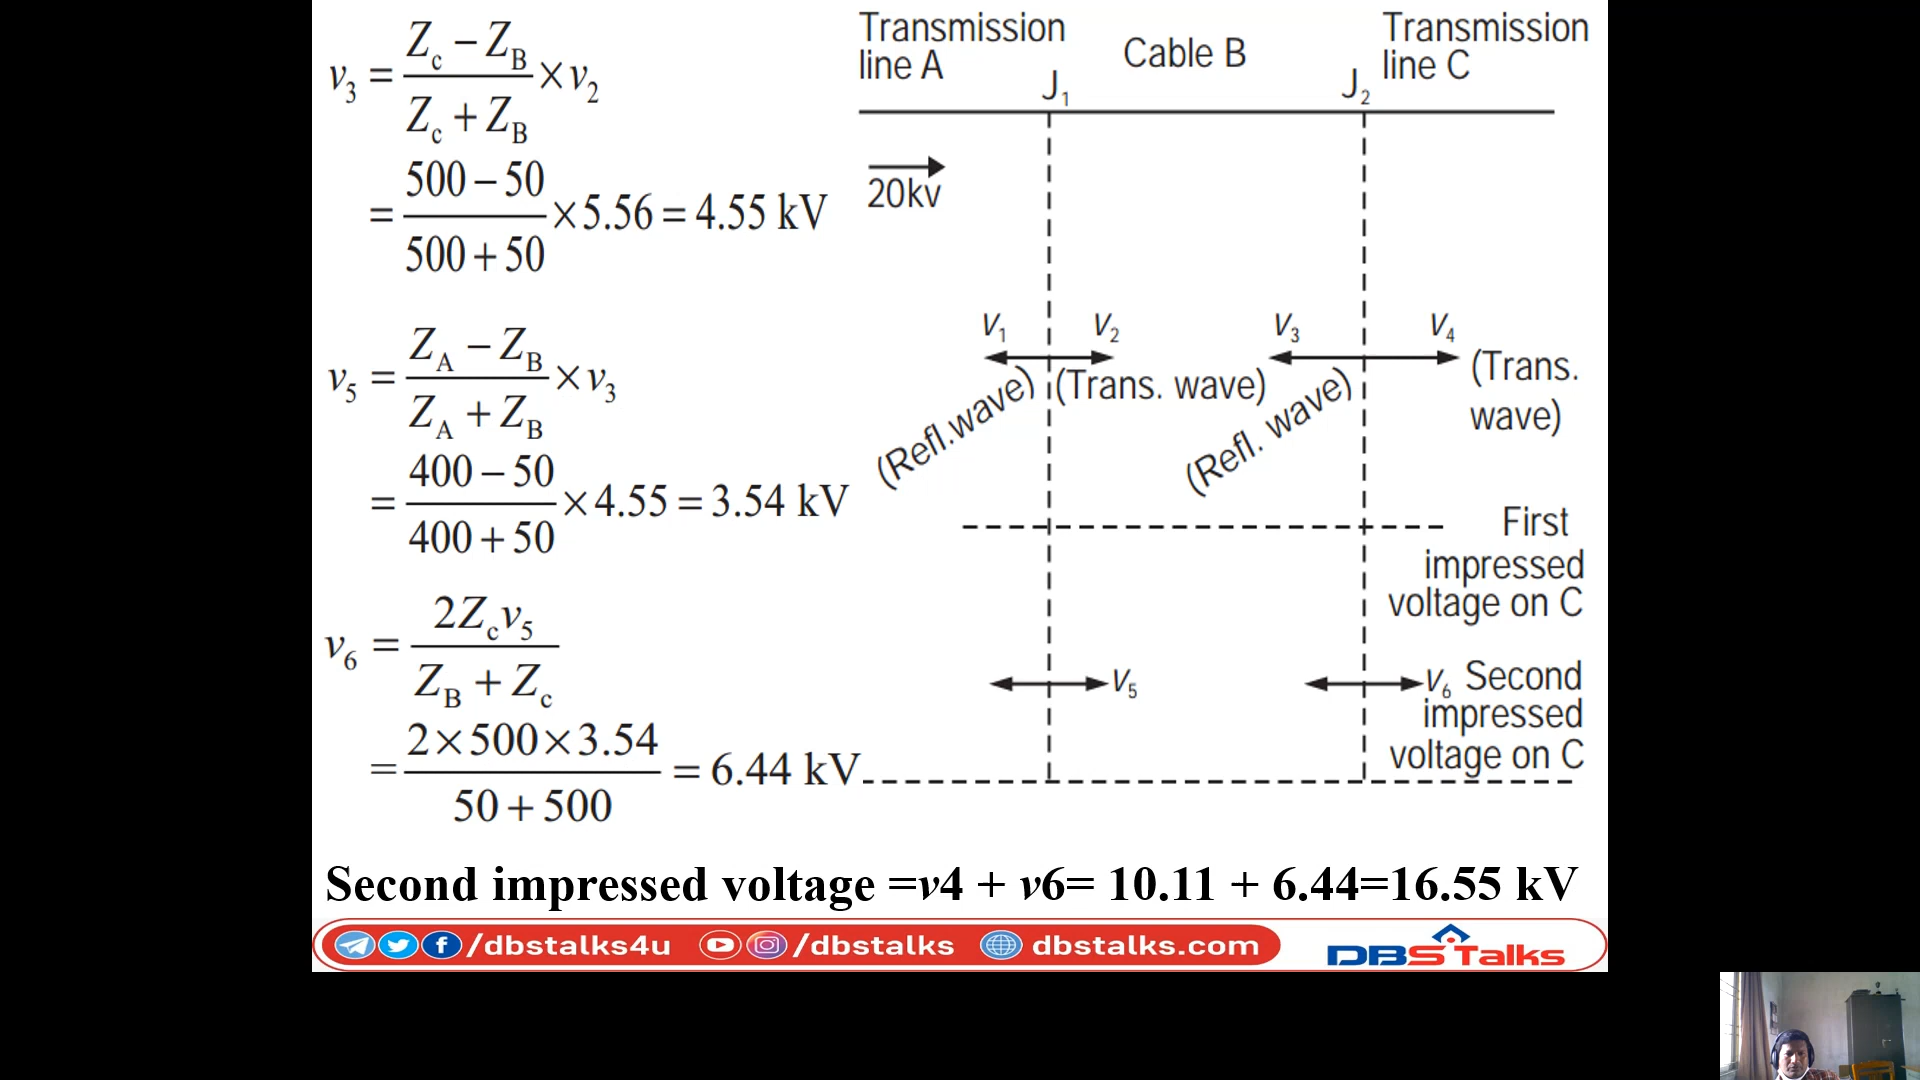 v3 = (Zc − ZB)/(Zc + ZB) × v2
= (500 − 50)/(500 + 50) × 5.56 = 4.55 kV
v5 = (ZA − ZB)/(ZA + ZB) × v3
= (400 − 50)/(400 + 50) × 4.55 = 3.54 kV
v6 = 2Zcv5/(ZB + Zc)
= (2×500×3.54)/(50 + 500) = 6.44 kV
Transmission
line A
Cable B
Transmission
line C
J1
J2
20kv
V1
V2
V3
V4
(Refl.wave)
(Trans. wave)
(Refl. wave)
(Trans.
wave)
First
impressed
voltage on C
V5
V6 Second
impressed
voltage on C
Second impressed voltage =v4 + v6= 10.11 + 6.44=16.55 kV
/dbstalks4u /dbstalks dbstalks.com
DBS Talks